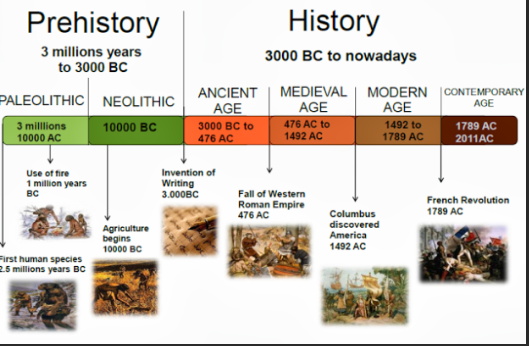 Prehistory
3 millions years
to 3000 BC
History
3000 BC to nowadays
PALEOLITHIC
NEOLITHIC
ANCIENT
AGE
MEDIEVAL
AGE
MODERN
AGE
CONTEMPORARY
AGE
3 milllions
10000 AC
10000 BC
3000 BC to
476 AC
476 AC to
1492 AC
1492 to
1789 AC
1789 AC
2011AC
Use of fire
1 million years
BC
First human species
2.5 millions years BC
Agriculture
begins
10000 BC
Invention of
Writing
3.000BC
Fall of Western
Roman Empire
476 AC
Columbus
discovered
America
1492 AC
French Revolution
1789 AC